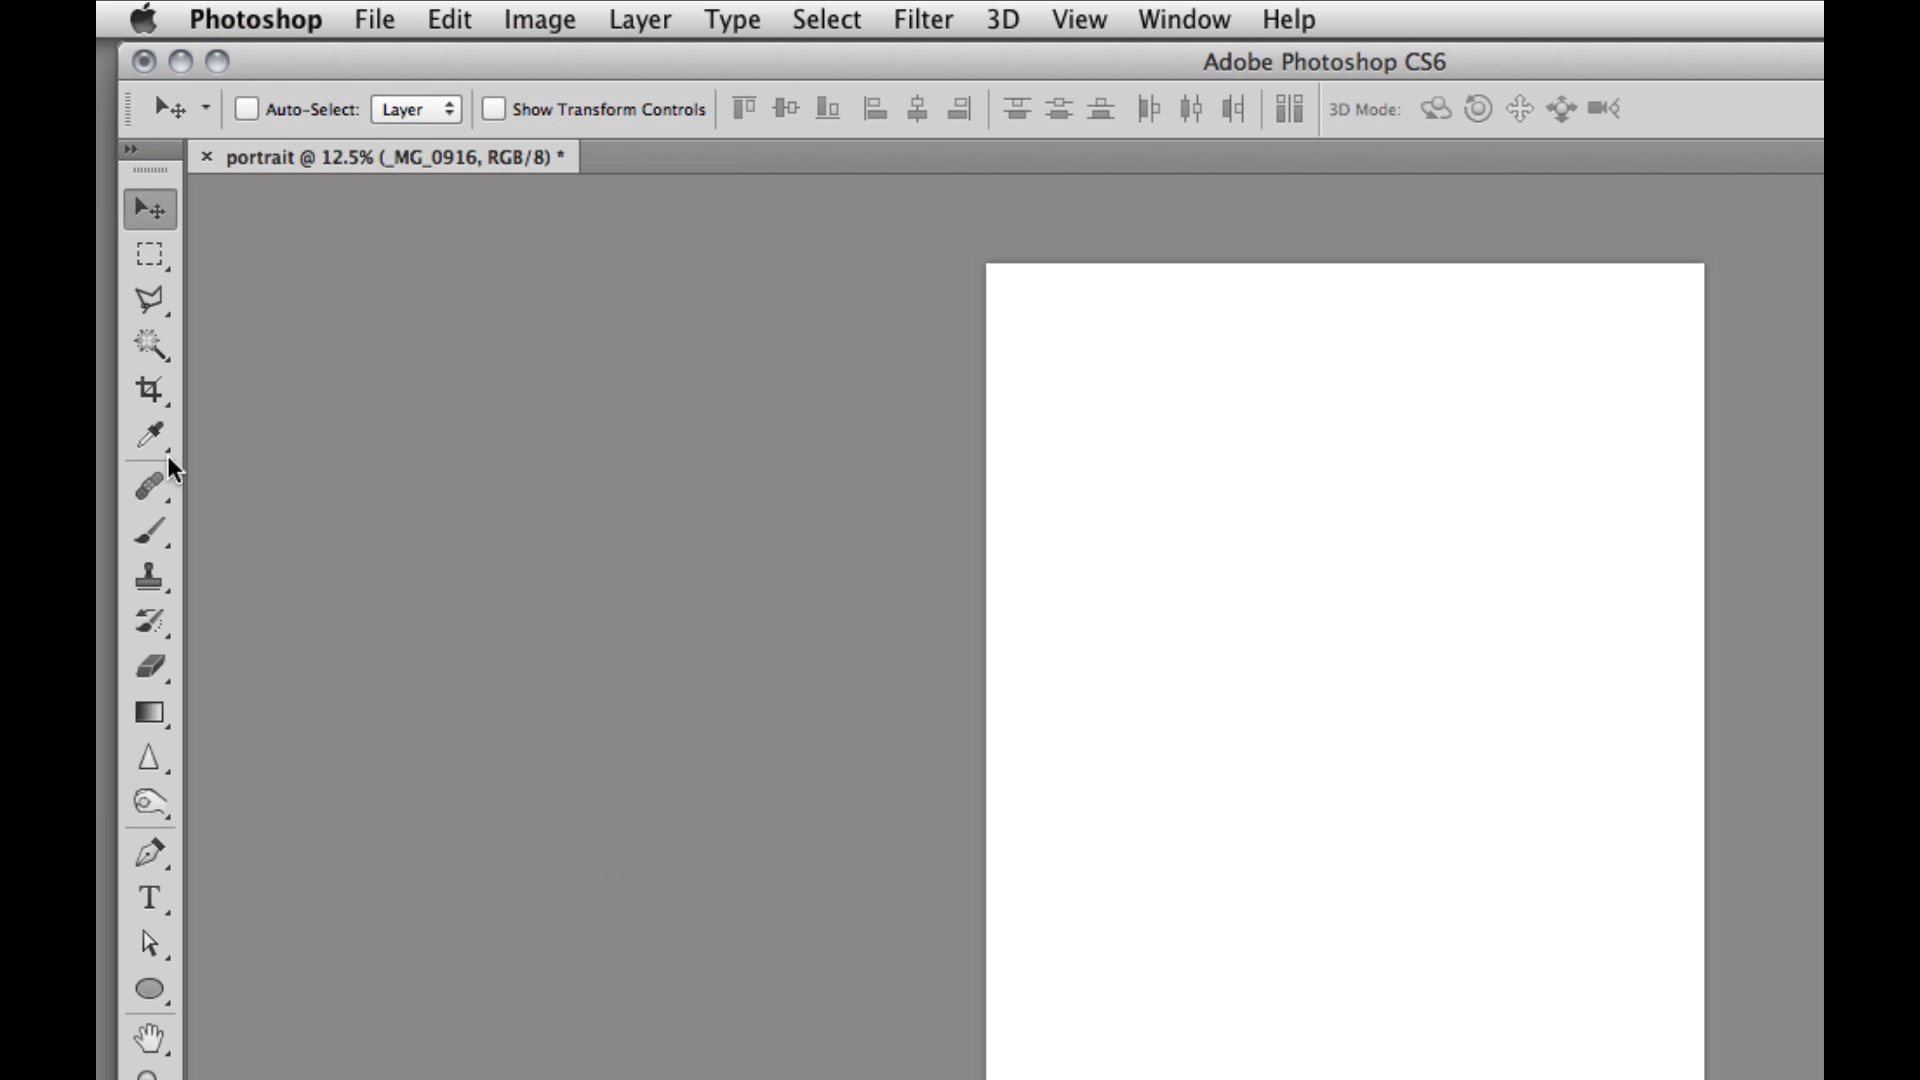 Photoshop File Edit Image Layer Type Select Filter 3D View Window Help
Adobe Photoshop CS6
Auto-Select: Layer Show Transform Controls 3D Mode:
× portrait @ 12.5% (_MG_0916, RGB/8) *
T